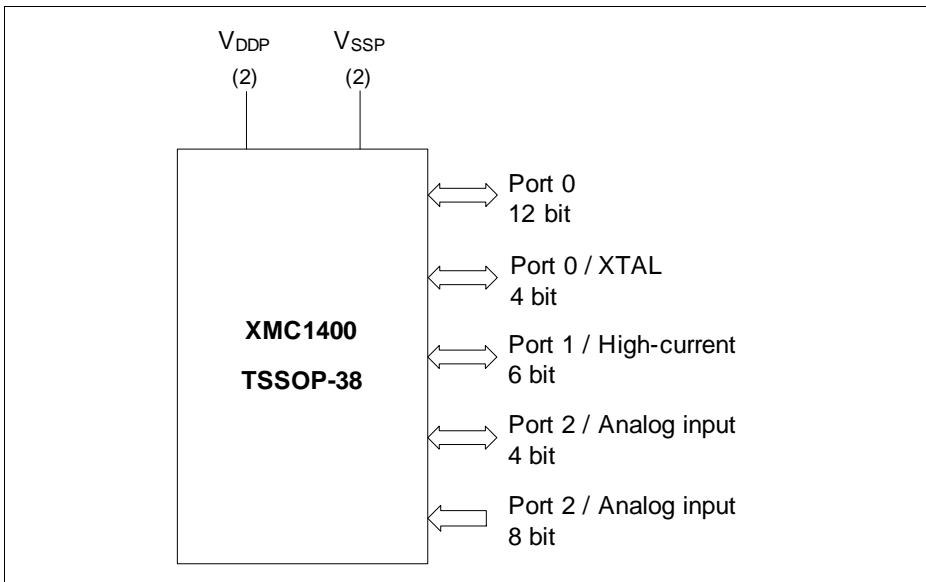 VDDP
VSSP
(2)
(2)
Port 0
12 bit
Port 0 / XTAL
4 bit
XMC1400
TSSOP-38
Port 1 / High-current
6 bit
Port 2 / Analog input
4 bit
Port 2 / Analog input
8 bit